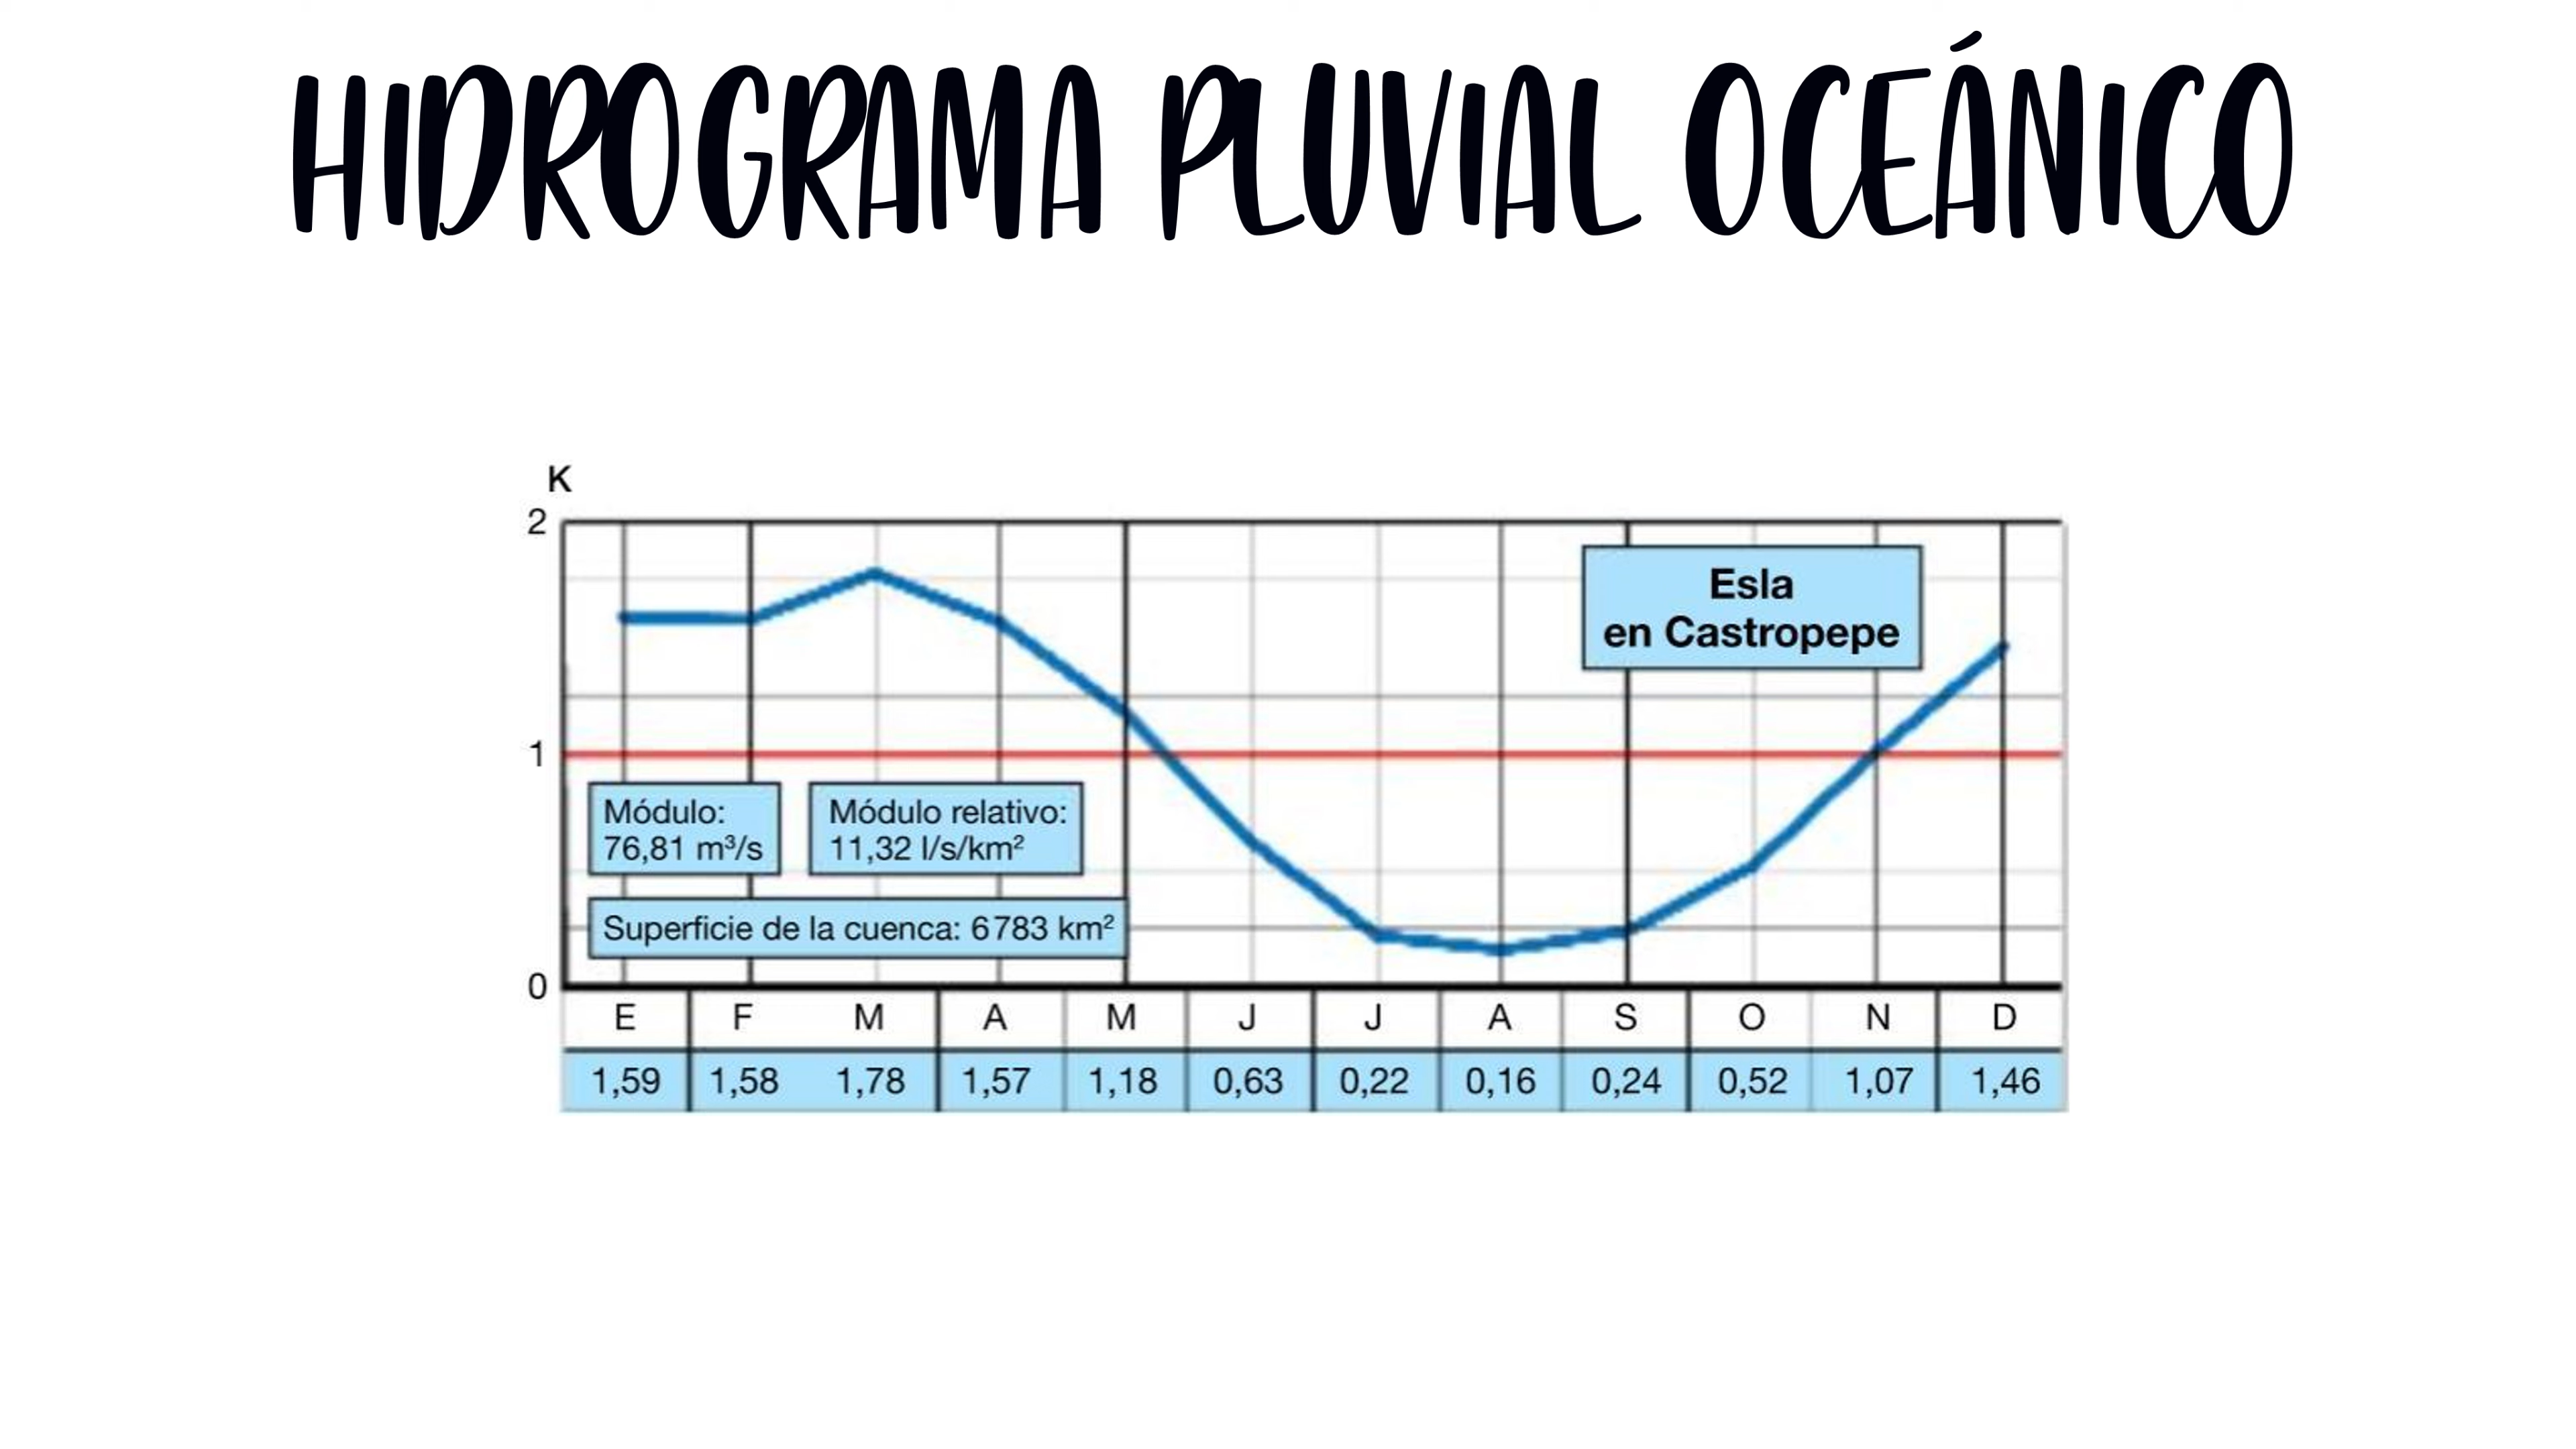 HIDROGRAMA PLUVIAL OCEÁNICO
K
2
Esla
en Castropepe
1
Módulo:
76,81 m³/s
Módulo relativo:
11,32 l/s/km²
Superficie de la cuenca: 6 783 km²
0
E F M A M J J A S O N D
1,59 1,58 1,78 1,57 1,18 0,63 0,22 0,16 0,24 0,52 1,07 1,46